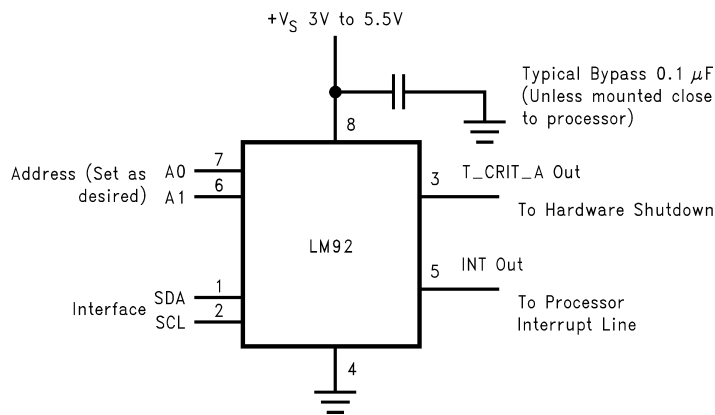 +VS 3V to 5.5V
Typical Bypass 0.1 μF
(Unless mounted close
to processor)
8
Address (Set as
desired)
A0
7
A1
6
3
T_CRIT_A Out
To Hardware Shutdown
LM92
5
INT Out
To Processor
Interrupt Line
Interface
SDA
1
SCL
2
4